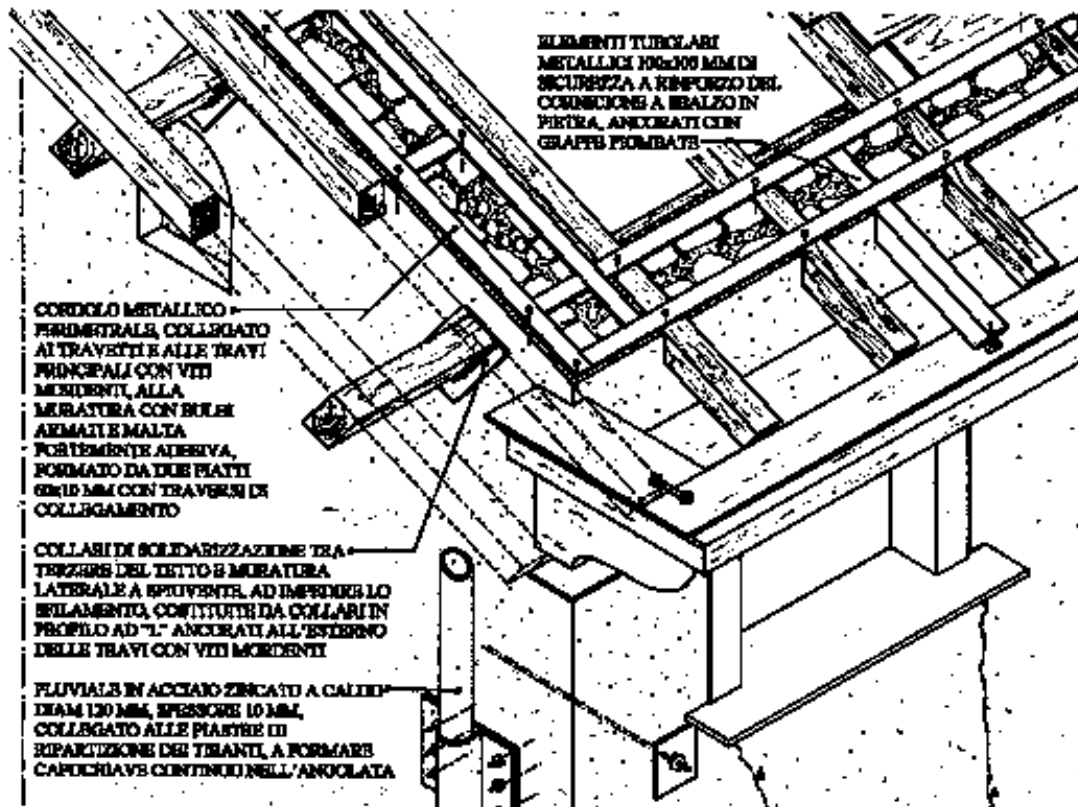 ELEMENTI TUBOLARI
METALLICI 100x100 MM DI
SICUREZZA A RINFORZO DEL
CORNICIONE A SBALZO IN
PIETRA, ANCORATI CON
GRAFFE PIOMBATE
CORDOLO METALLICO
PERIMETRALE, COLLEGATO
AI TRAVETTI E ALLE TRAVI
PRINCIPALI CON VITI
MORDENTI, ALLA
MURATURA CON BULBI
ARMATI E MALTA
FORTEMENTE ADESIVA,
FORMATO DA DUE PIATTI
60x10 MM CON TRAVERSI DI
COLLEGAMENTO
COLLARI DI SOLIDARIZZAZIONE TRA
TERZERE DEL TETTO E MURATURA
LATERALE A SPIOVENTE, AD IMPEDIRE LO
SFILAMENTO, COSTITUITE DA COLLARI IN
PROFILO AD "L" ANCORATI ALL'ESTERNO
DELLE TRAVI CON VITI MORDENTI
PLUVIALE IN ACCIAIO ZINCATO A CALDO
DIAM 120 MM, SPESSORE 10 MM,
COLLEGATO ALLE PIASTRE DI
RIPARTIZIONE DEI TIRANTI, A FORMARE
CAPOCHIAVE CONTINUO NELL'ANGOLATA